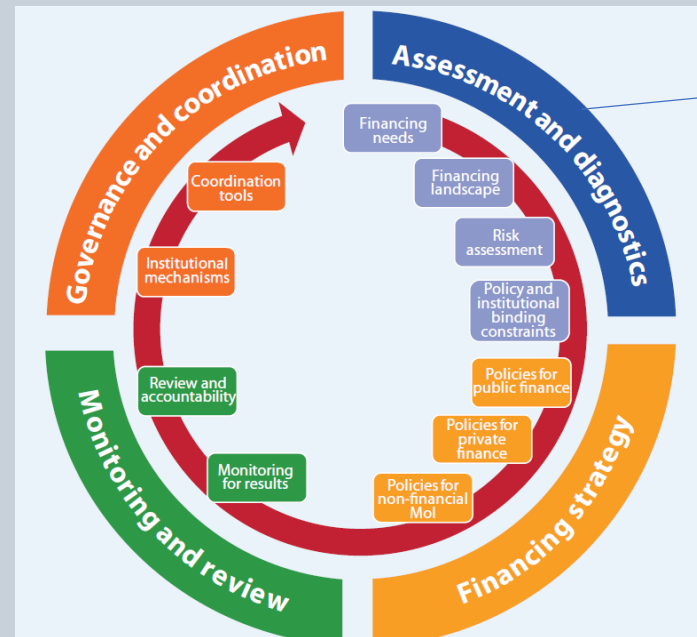 Governance and coordination
Assessment and diagnostics
Financing
needs
Financing
landscape
Risk
assessment
Policy and
institutional
binding
constraints
Policies for
public finance
Policies for
private
finance
Policies for
non-financial
MoI
Financing strategy
Monitoring
for results
Review and
accountability
Monitoring and review
Institutional
mechanisms
Coordination
tools